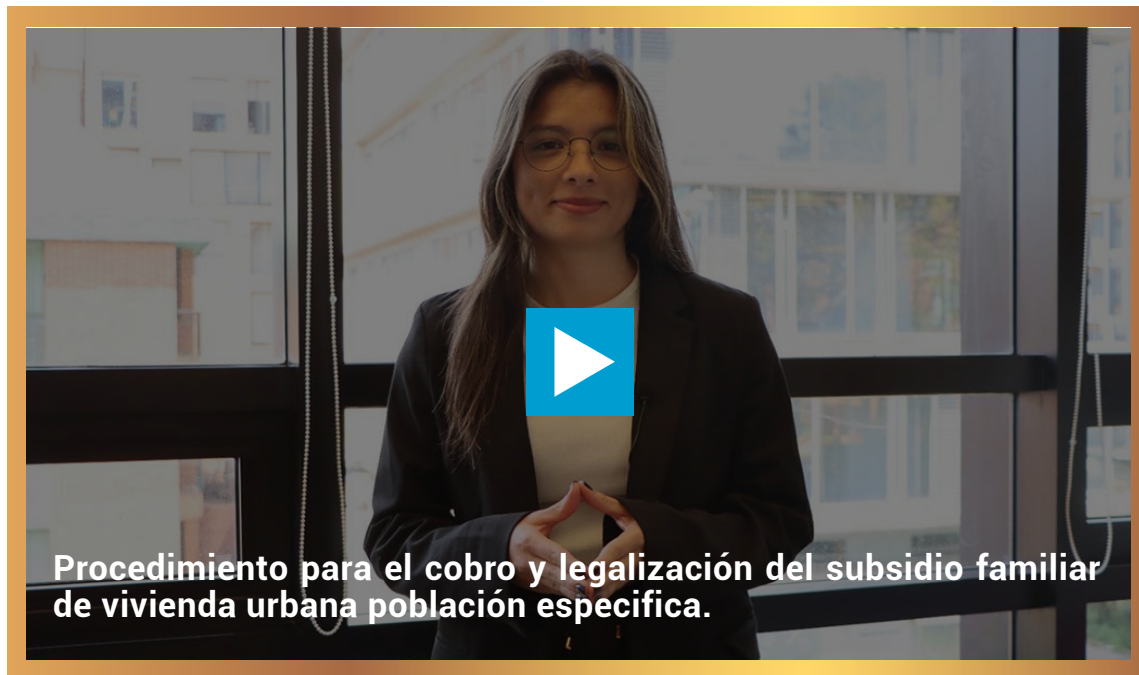 Procedimiento para el cobro y legalización del subsidio familiar
de vivienda urbana población especifica.